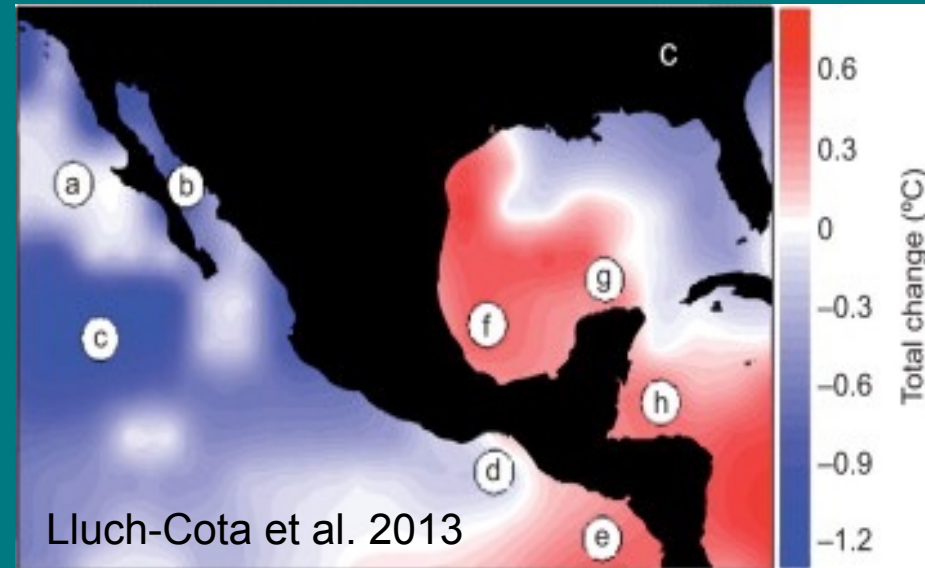 C
a
b
c
d
e
f
g
h
0.6
0.3
0
−0.3
−0.6
−0.9
−1.2
Total change (ºC)
Lluch-Cota et al. 2013